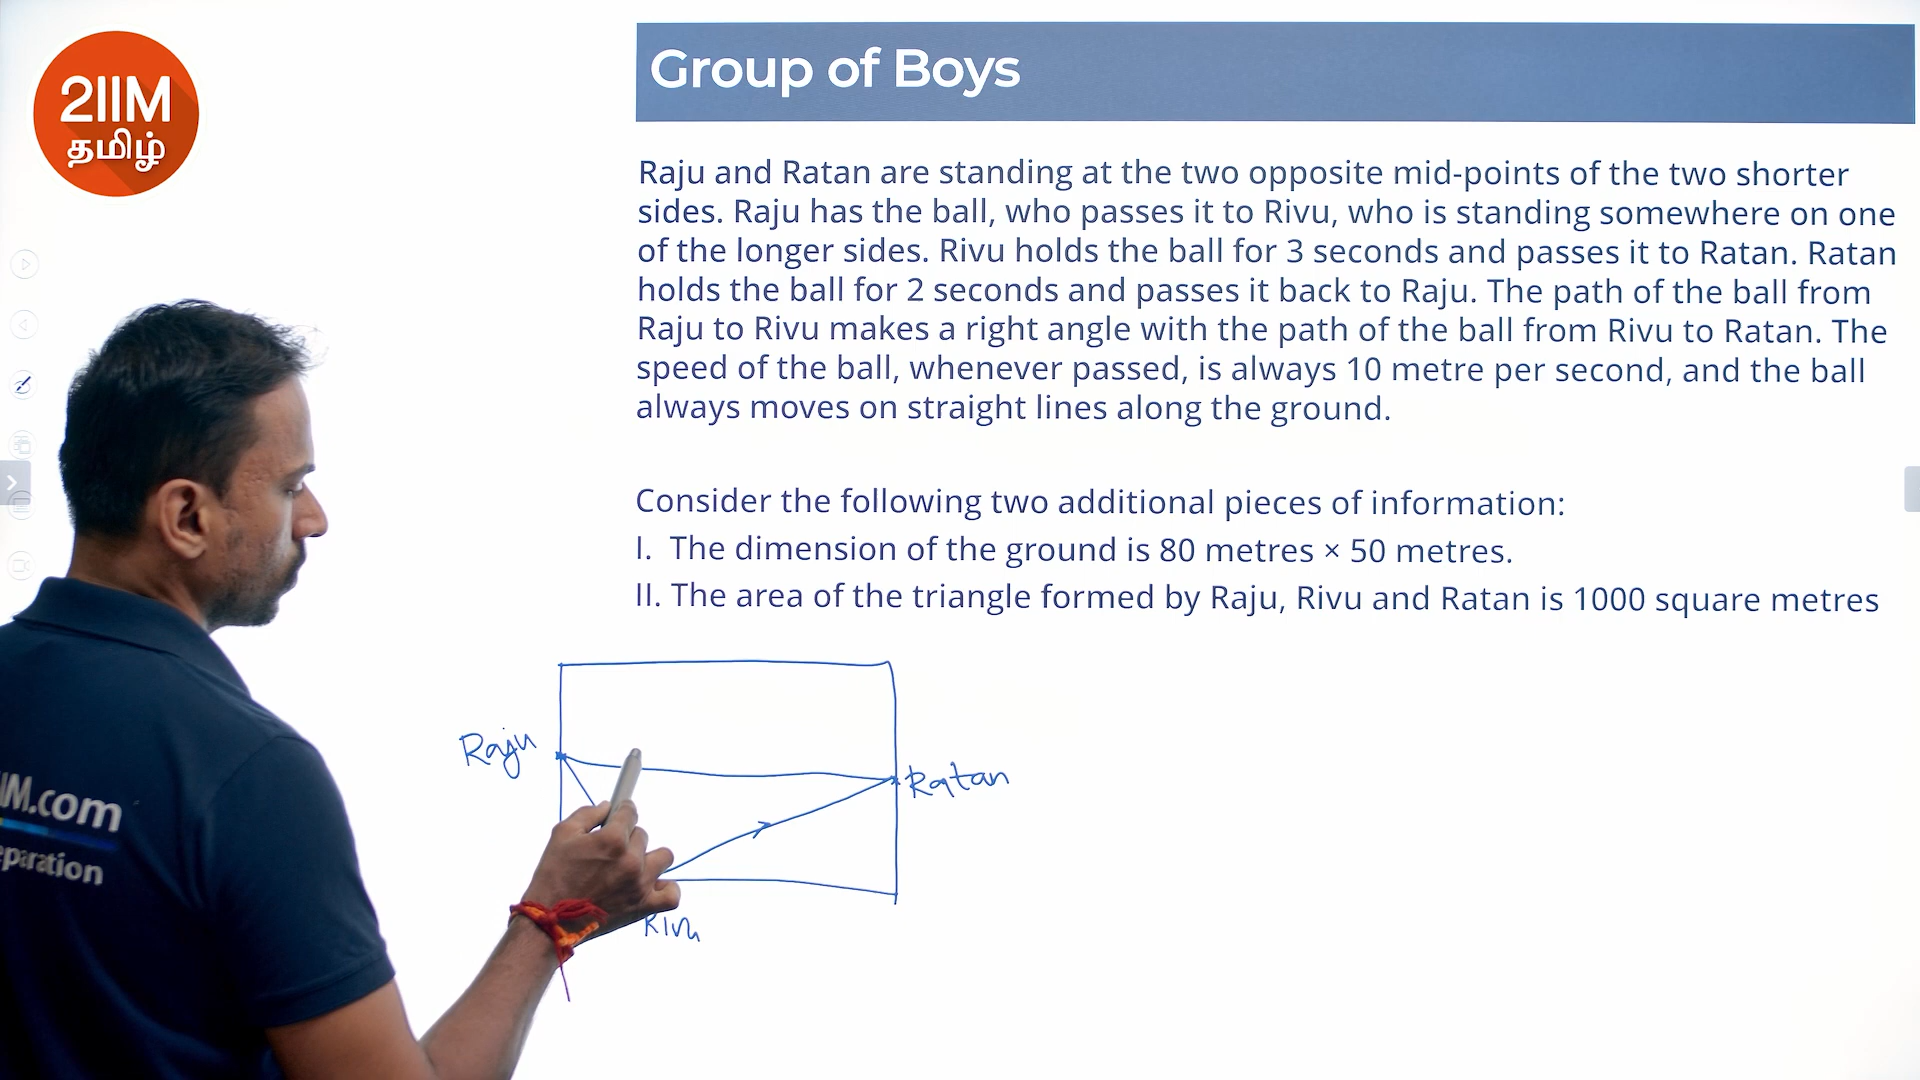 2IIM
தமிழ்
Group of Boys
Raju and Ratan are standing at the two opposite mid-points of the two shorter
sides. Raju has the ball, who passes it to Rivu, who is standing somewhere on one
of the longer sides. Rivu holds the ball for 3 seconds and passes it to Ratan. Ratan
holds the ball for 2 seconds and passes it back to Raju. The path of the ball from
Raju to Rivu makes a right angle with the path of the ball from Rivu to Ratan. The
speed of the ball, whenever passed, is always 10 metre per second, and the ball
always moves on straight lines along the ground.
Consider the following two additional pieces of information:
I. The dimension of the ground is 80 metres × 50 metres.
II. The area of the triangle formed by Raju, Rivu and Ratan is 1000 square metres
Raju
Ratan
Rivu
IM.com
eparation